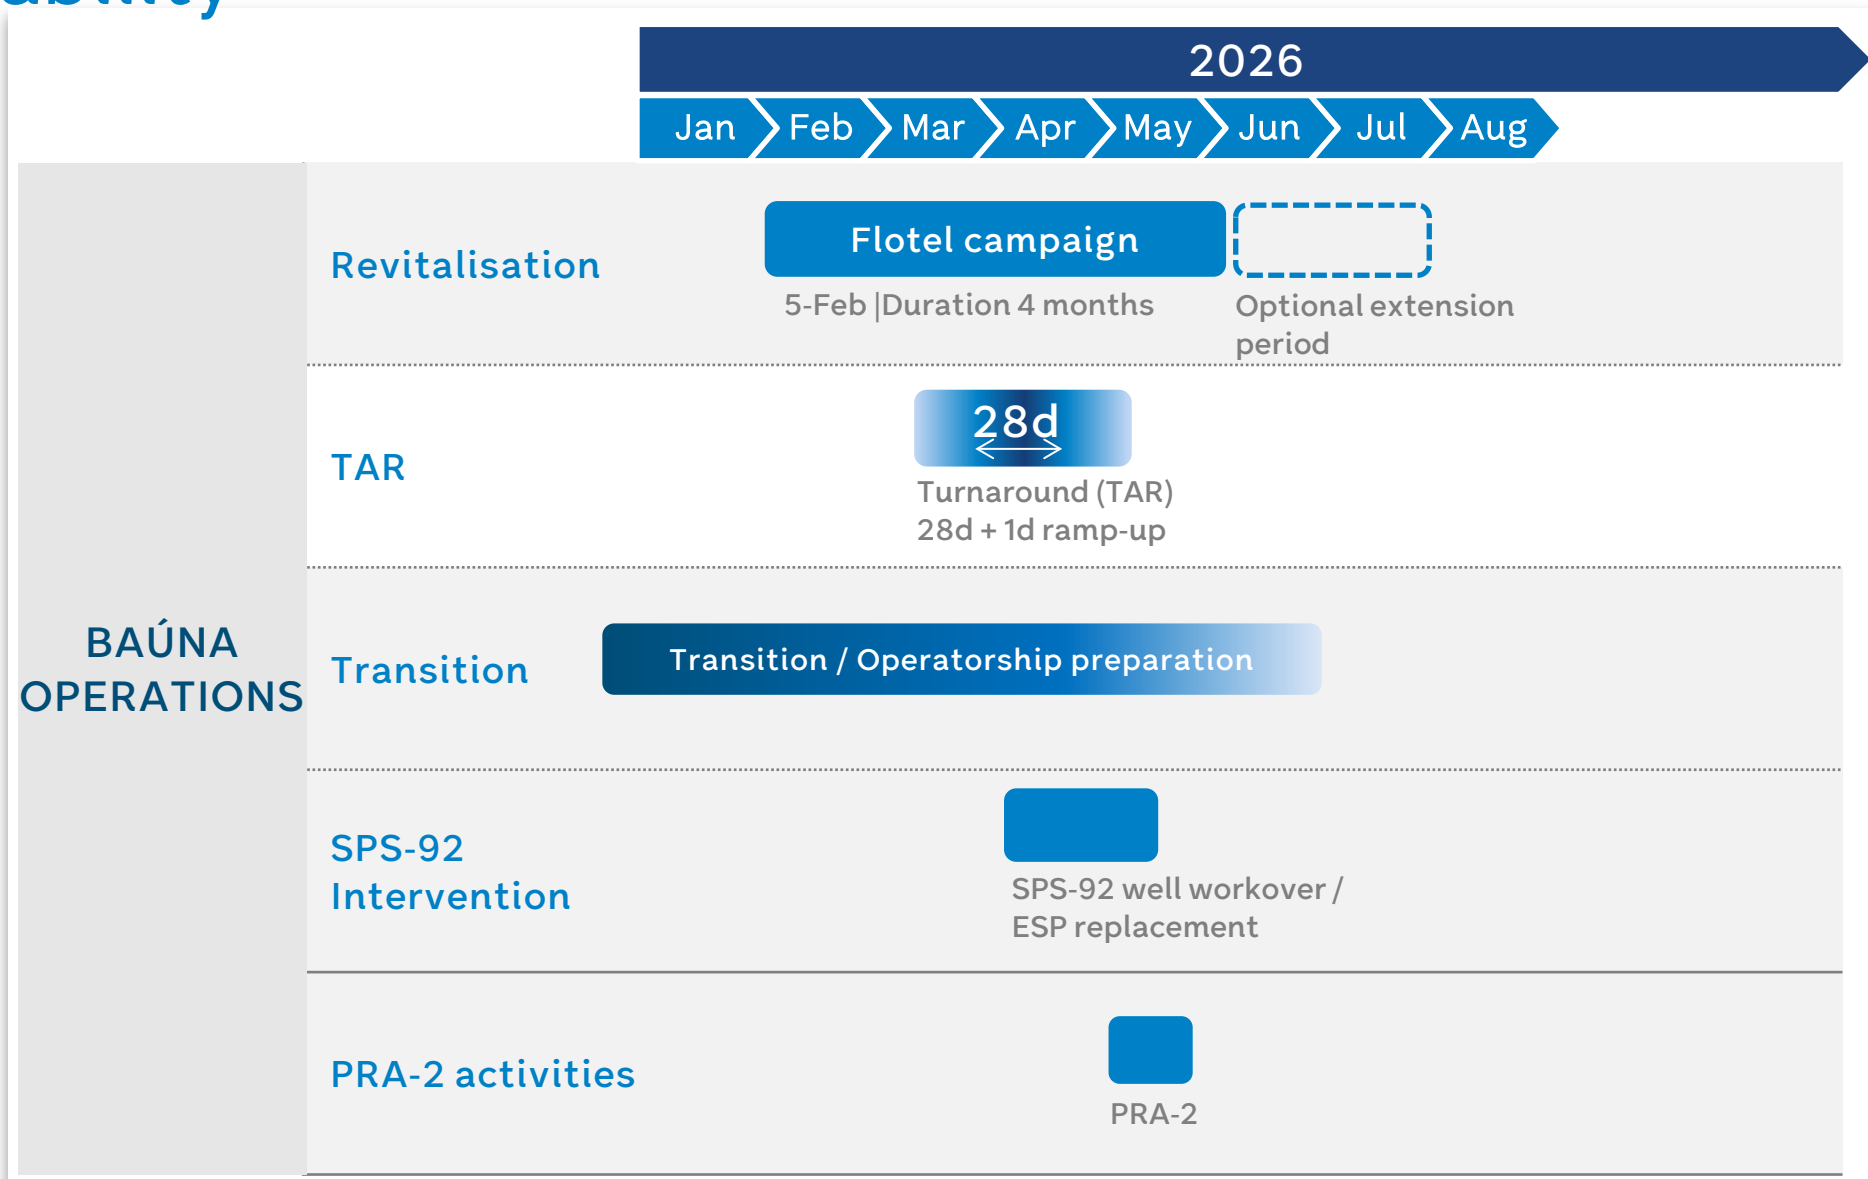 ability
2026
Jan
Feb
Mar
Apr
May
Jun
Jul
Aug
BAÚNA
OPERATIONS
Revitalisation
Flotel campaign
5-Feb |Duration 4 months
Optional extension
period
TAR
28d
Turnaround (TAR)
28d + 1d ramp-up
Transition
Transition / Operatorship preparation
SPS-92
Intervention
SPS-92 well workover /
ESP replacement
PRA-2 activities
PRA-2